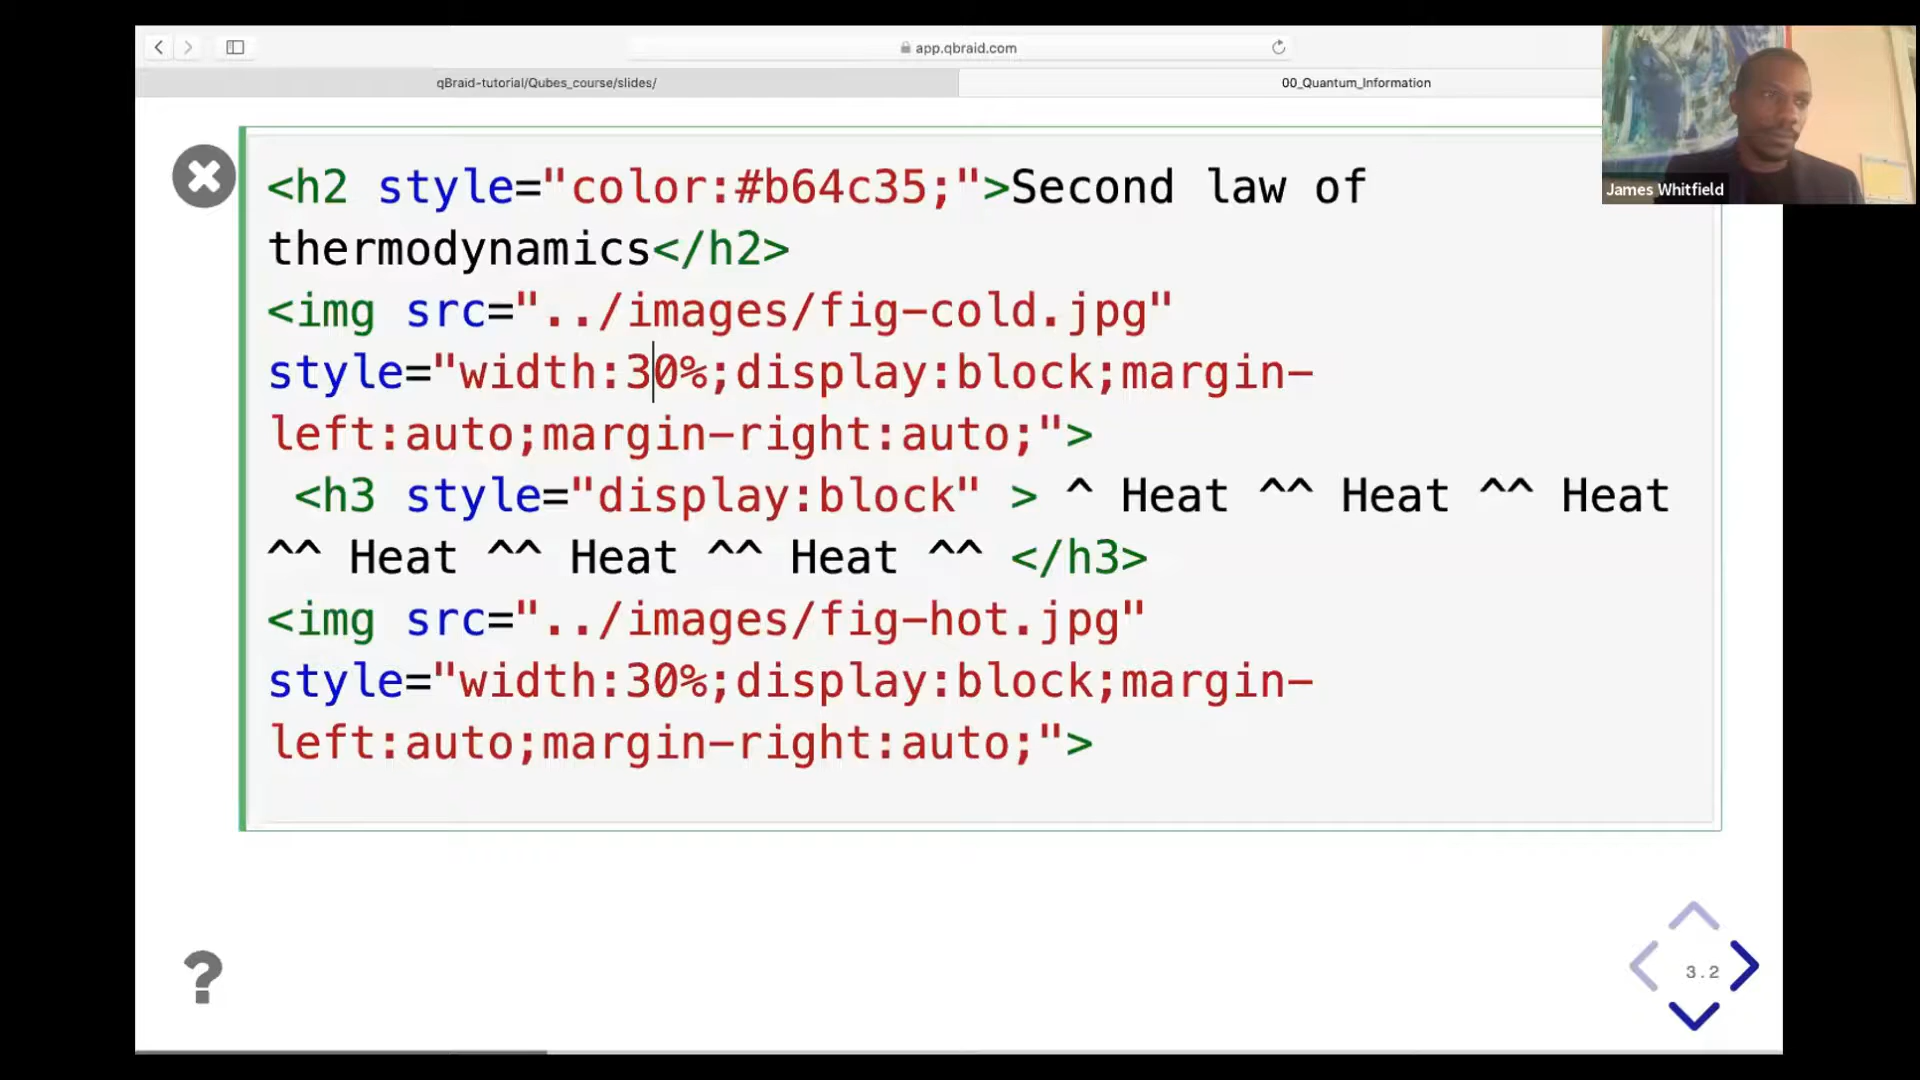 app.qbraid.com
qBraid-tutorial/Qubes_course/slides/
00_Quantum_Information
James Whitfield
<h2 style="color:#b64c35;">Second law of
thermodynamics</h2>
<img src="../images/fig-cold.jpg"
style="width:30%;display:block;margin-
left:auto;margin-right:auto;">
<h3 style="display:block" > ^ Heat ^^ Heat ^^ Heat
^^ Heat ^^ Heat ^^ Heat ^^ </h3>
<img src="../images/fig-hot.jpg"
style="width:30%;display:block;margin-
left:auto;margin-right:auto;">
?
3.2